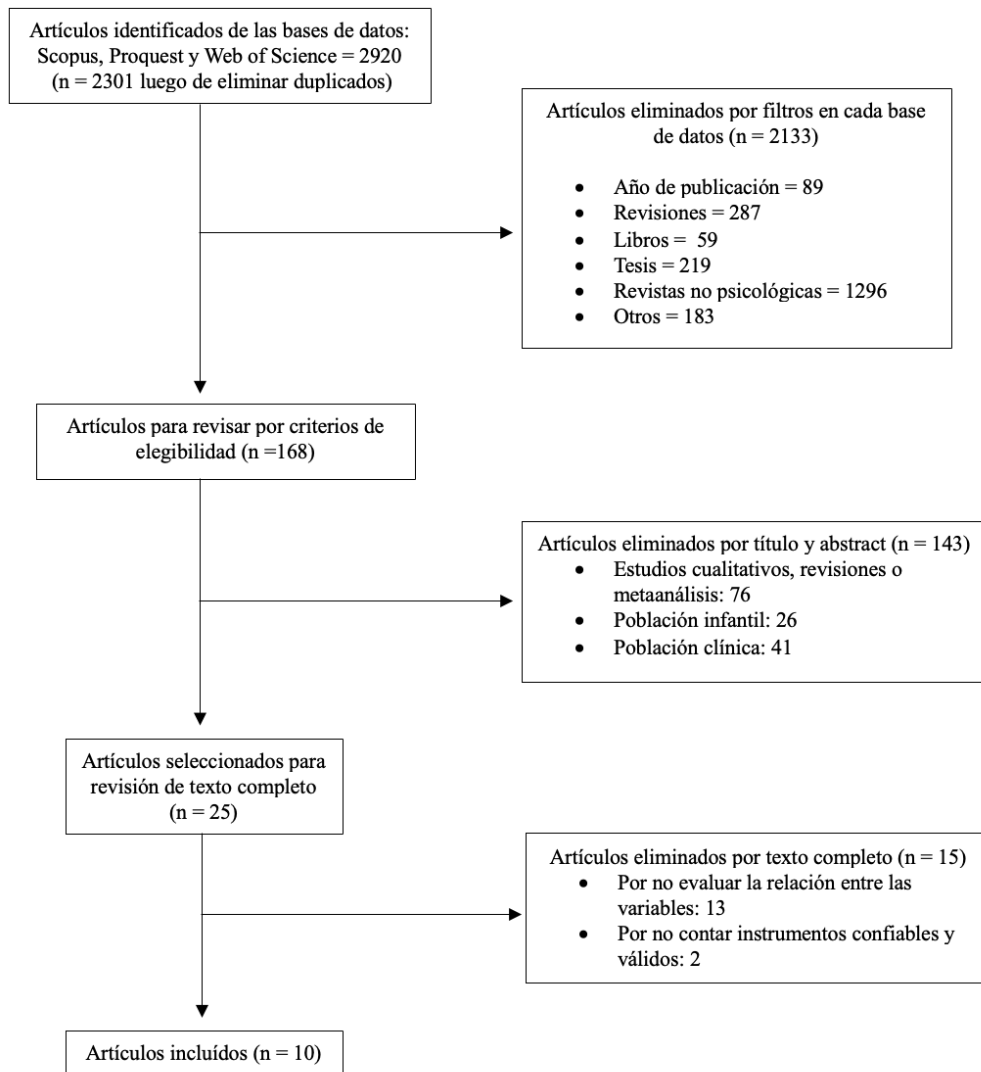 Artículos identificados de las bases de datos:
Scopus, Proquest y Web of Science = 2920
(n = 2301 luego de eliminar duplicados)
Artículos eliminados por filtros en cada base
de datos (n = 2133)
• Año de publicación = 89
• Revisiones = 287
• Libros = 59
• Tesis = 219
• Revistas no psicológicas = 1296
• Otros = 183
Artículos para revisar por criterios de
elegibilidad (n =168)
Artículos eliminados por título y abstract (n = 143)
• Estudios cualitativos, revisiones o
metaanálisis: 76
• Población infantil: 26
• Población clínica: 41
Artículos seleccionados para
revisión de texto completo
(n = 25)
Artículos eliminados por texto completo (n = 15)
• Por no evaluar la relación entre las
variables: 13
• Por no contar instrumentos confiables y
válidos: 2
Artículos incluídos (n = 10)